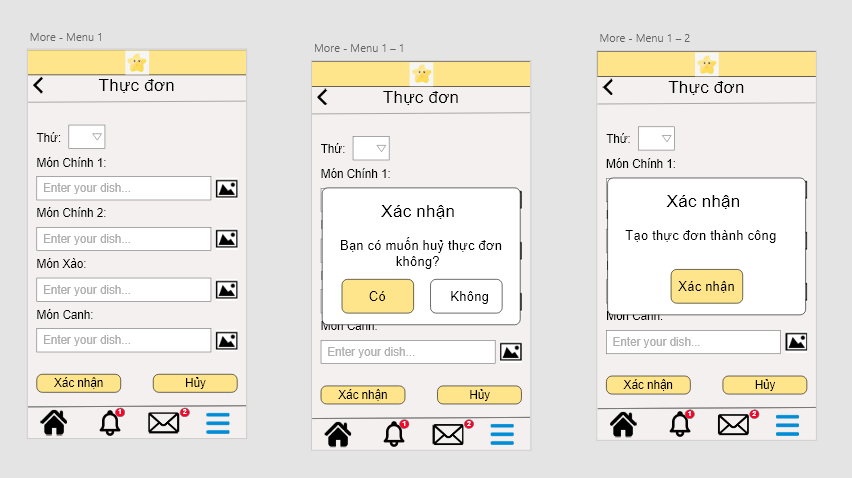 More - Menu 1
Thực đơn
Thứ:
Món Chính 1:
Enter your dish...
Món Chính 2:
Enter your dish...
Món Xảo:
Enter your dish...
Món Canh:
Enter your dish...
Xác nhận
Hủy
1
2
More - Menu 1 – 1
Thực đơn
Thứ:
Món Chính 1:
Xác nhận
Bạn có muốn huỷ thực đơn
không?
Có
Không
Món Canh:
Enter your dish...
Xác nhận
Hủy
1
2
More - Menu 1 – 2
Thực đơn
Thứ:
Món Chính 1:
Xác nhận
Tạo thực đơn thành công
Xác nhận
Món Canh:
Enter your dish...
Xác nhận
Hủy
1
2